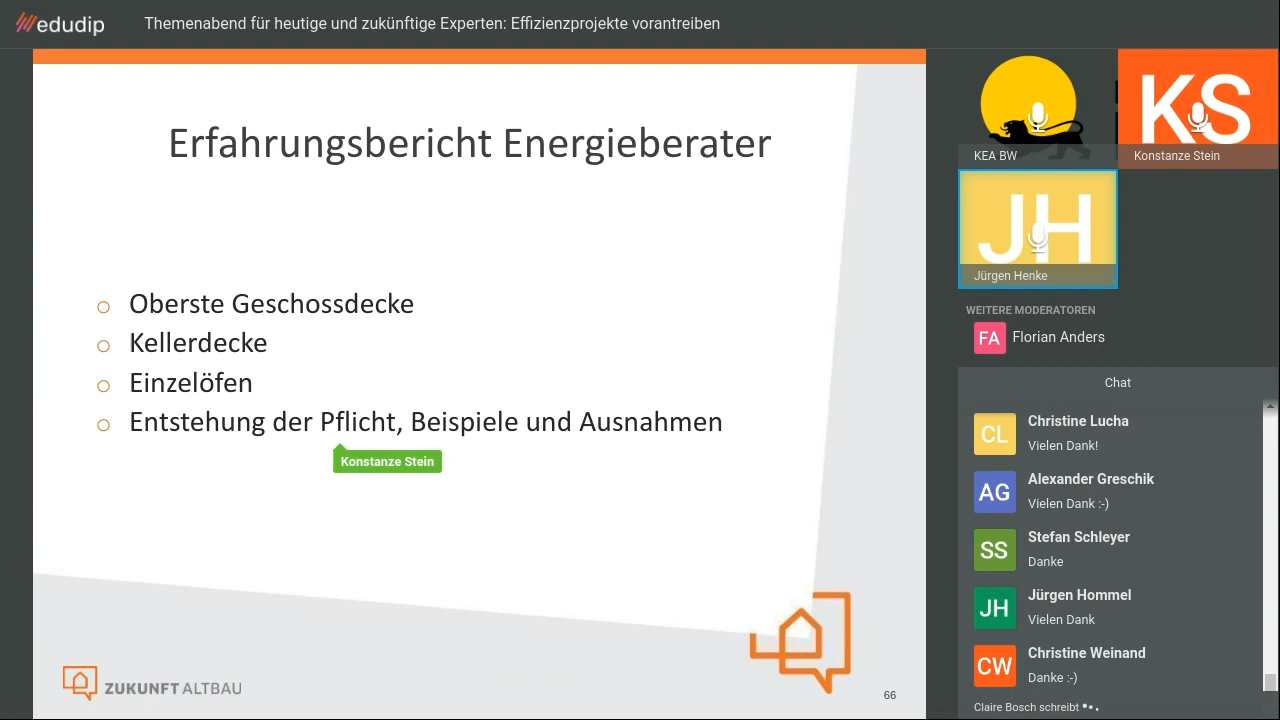 edudip
Themenabend für heutige und zukünftige Experten: Effizienzprojekte vorantreiben
Erfahrungsbericht Energieberater
Oberste Geschossdecke
Kellerdecke
Einzelöfen
Entstehung der Pflicht, Beispiele und Ausnahmen
Konstanze Stein
ZUKUNFT ALTBAU
66
KEA BW
KS
Konstanze Stein
JH
Jürgen Henke
WEITERE MODERATOREN
FA Florian Anders
Chat
CL
Christine Lucha
Vielen Dank!
AG
Alexander Greschik
Vielen Dank :-)
SS
Stefan Schleyer
Danke
JH
Jürgen Hommel
Vielen Dank
CW
Christine Weinand
Danke :-)
Claire Bosch schreibt